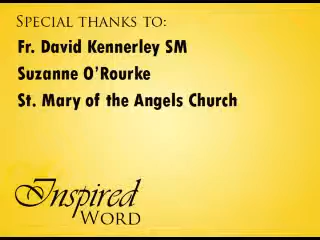 Special thanks to:
Fr. David Kennerley SM
Suzanne O'Rourke
St. Mary of the Angels Church
Inspired
Word